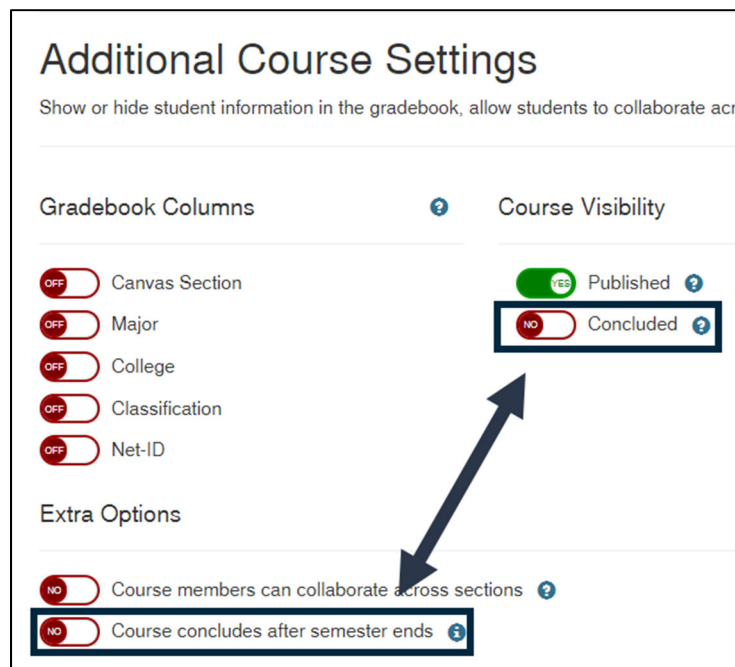 Additional Course Settings
Show or hide student information in the gradebook, allow students to collaborate
Gradebook Columns
Course Visibility
OFF Canvas Section
YES Published
OFF Major
NO Concluded
OFF College
OFF Classification
OFF Net-ID
Extra Options
NO Course members can collaborate across sections
NO Course concludes after semester ends